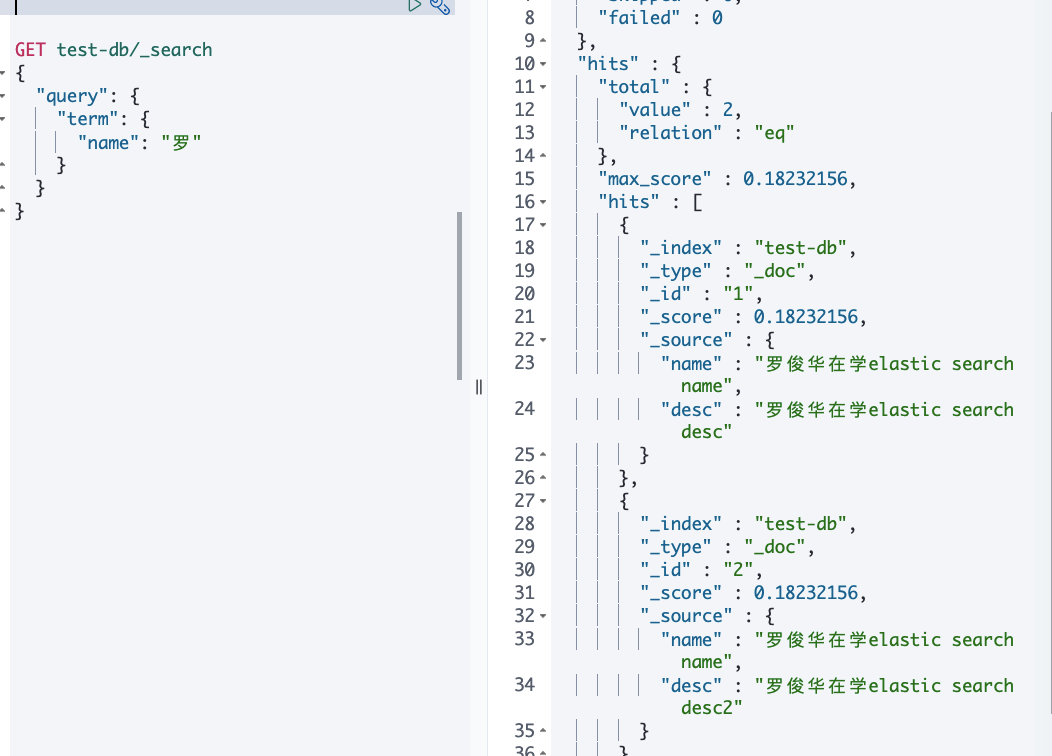 GET test-db/_search
{
"query": {
"term": {
"name": "罗"
}
}
}
8 "failed" : 0
9 },
10 "hits" : {
11 "total" : {
12 "value" : 2,
13 "relation" : "eq"
14 },
15 "max_score" : 0.18232156,
16 "hits" : [
17 {
18 "_index" : "test-db",
19 "_type" : "_doc",
20 "_id" : "1",
21 "_score" : 0.18232156,
22 "_source" : {
23 "name" : "罗俊华在学elastic search
name",
24 "desc" : "罗俊华在学elastic search
desc"
25 }
26 },
27 {
28 "_index" : "test-db",
29 "_type" : "_doc",
30 "_id" : "2",
31 "_score" : 0.18232156,
32 "_source" : {
33 "name" : "罗俊华在学elastic search
name",
34 "desc" : "罗俊华在学elastic search
desc2"
35 }
36 }